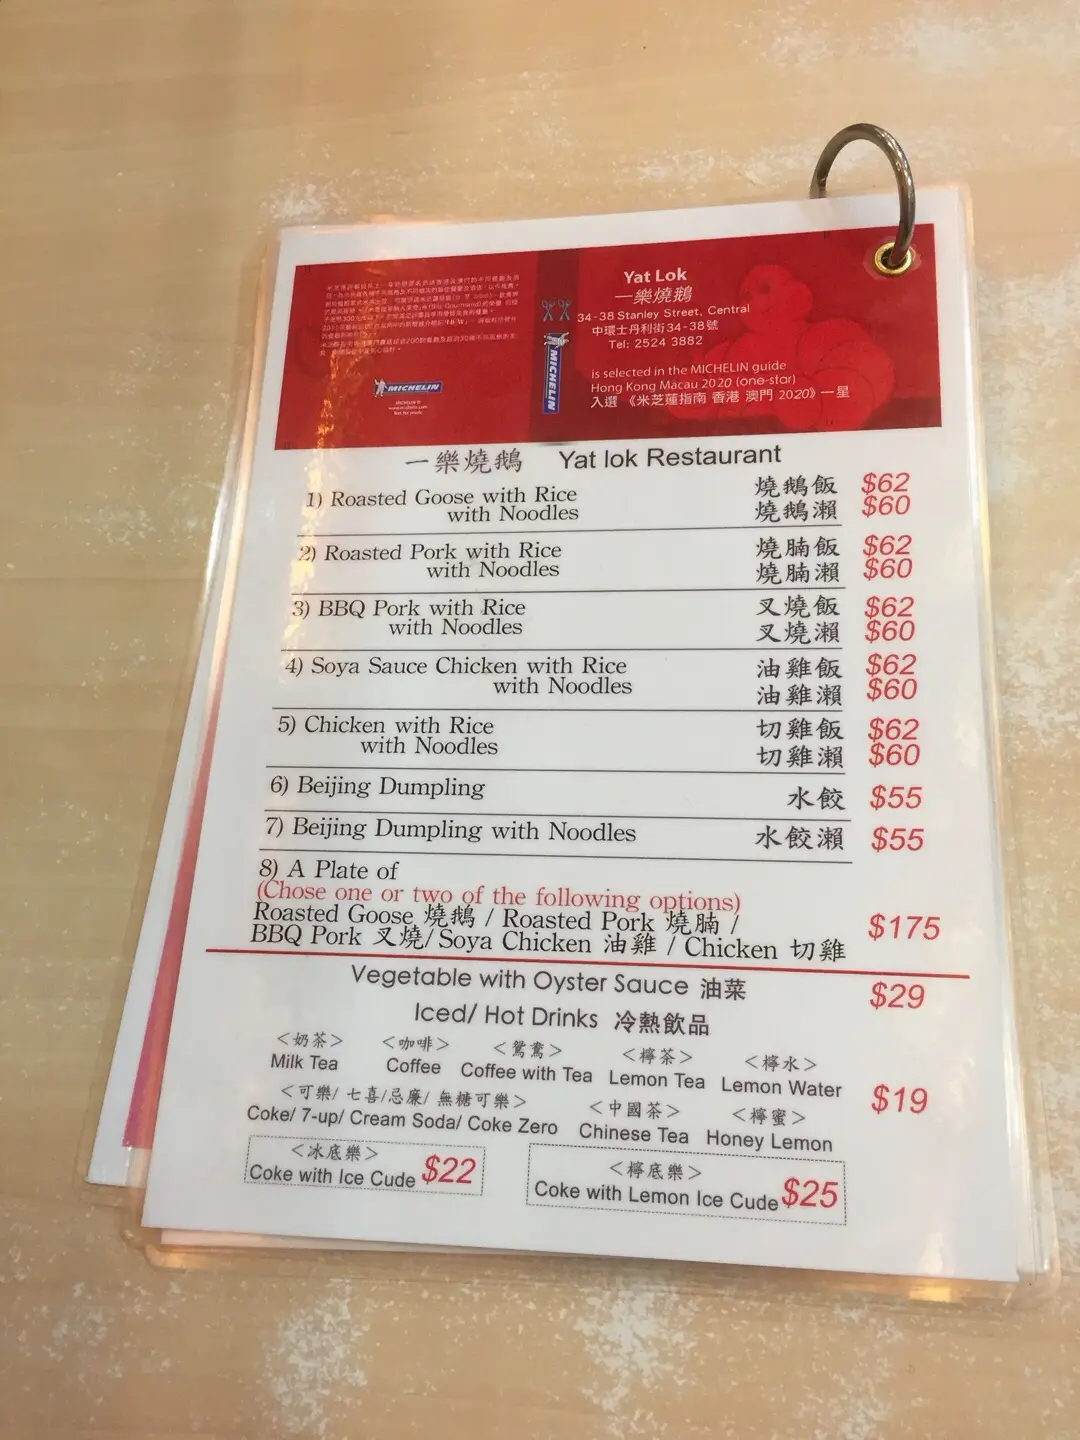 Yat Lok
一樂燒鵝
34-38 Stanley Street, Central
中環士丹利街34-38號
Tel: 2524 3882
is selected in the MICHELIN guide
Hong Kong Macau 2020 (one-star)
入選 《米芝蓮指南 香港 澳門 2020》 一星
MICHELIN
MICHELIN
一樂燒鵝 Yat lok Restaurant
1) Roasted Goose with Rice 燒鵝飯 $62
with Noodles 燒鵝瀨 $60
2) Roasted Pork with Rice 燒腩飯 $62
with Noodles 燒腩瀨 $60
3) BBQ Pork with Rice 叉燒飯 $62
with Noodles 叉燒瀨 $60
4) Soya Sauce Chicken with Rice 油雞飯 $62
with Noodles 油雞瀨 $60
5) Chicken with Rice 切雞飯 $62
with Noodles 切雞瀨 $60
6) Beijing Dumpling 水餃 $55
7) Beijing Dumpling with Noodles 水餃瀨 $55
8) A Plate of
(Chose one or two of the following options)
Roasted Goose 燒鵝 / Roasted Pork 燒腩 /
BBQ Pork 叉燒/ Soya Chicken 油雞 / Chicken 切雞 $175
Vegetable with Oyster Sauce 油菜 $29
Iced/ Hot Drinks 冷熱飲品
＜奶茶＞ ＜咖啡＞ ＜鴛鴦＞ ＜檸茶＞ ＜檸水＞
Milk Tea Coffee Coffee with Tea Lemon Tea Lemon Water
$19
＜可樂/ 七喜/忌廉/ 無糖可樂＞ ＜中國茶＞ ＜檸蜜＞
Coke/ 7-up/ Cream Soda/ Coke Zero Chinese Tea Honey Lemon
＜冰底樂＞
Coke with Ice Cude $22
＜檸底樂＞
Coke with Lemon Ice Cude $25